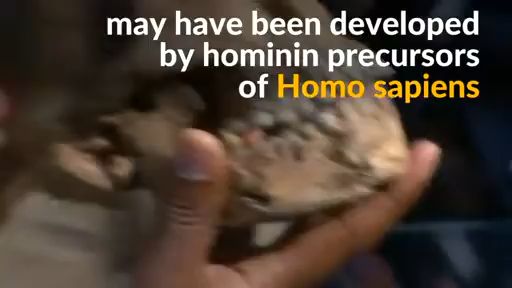 may have been developed
by hominin precursors
of Homo sapiens